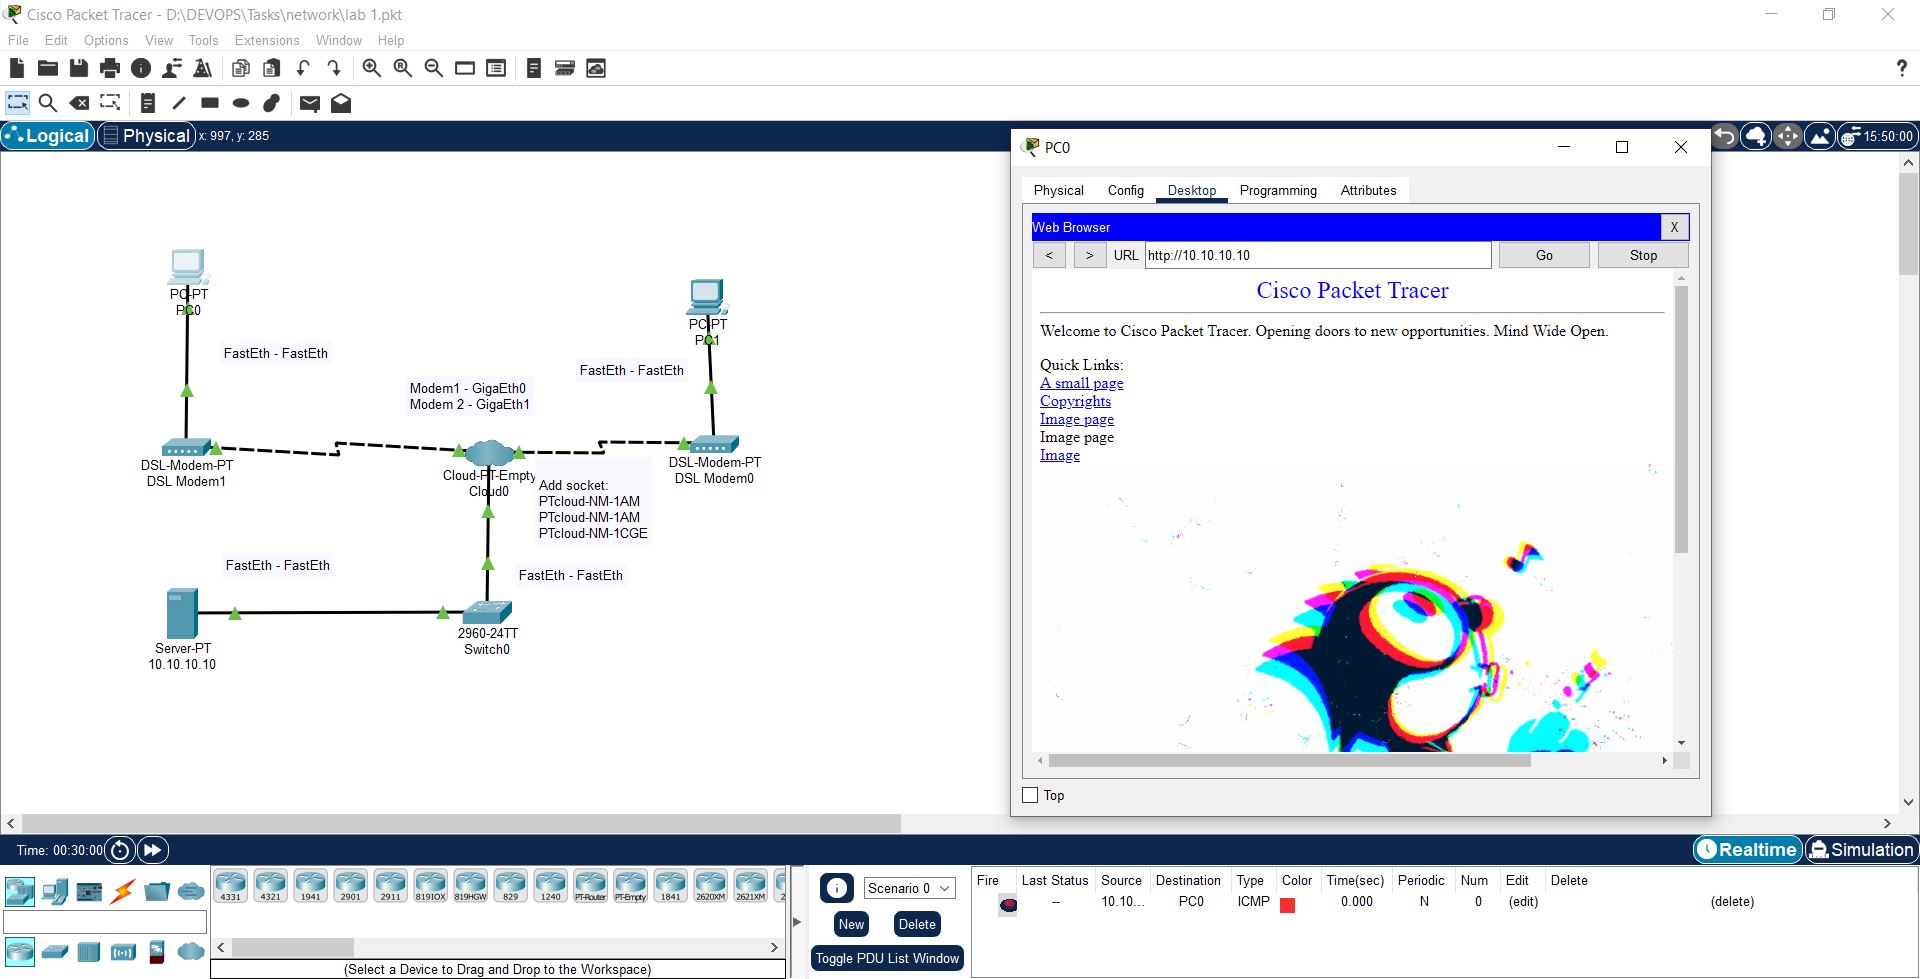 Cisco Packet Tracer - D:\DEVOPS\Tasks\network\lab 1.pkt
File Edit Options View Tools Extensions Window Help
?
Logical Physical x: 997, y: 285
15:50:00
PC-PT
PC0
FastEth - FastEth
PC-PT
PC1
FastEth - FastEth
Modem1 - GigaEth0
Modem 2 - GigaEth1
DSL-Modem-PT
DSL Modem1
Cloud-PT-Empty
Cloud0
DSL-Modem-PT
DSL Modem0
Add socket:
PTcloud-NM-1AM
PTcloud-NM-1AM
PTcloud-NM-1CGE
FastEth - FastEth
FastEth - FastEth
Server-PT
10.10.10.10
2960-24TT
Switch0
PC0
Physical Config Desktop Programming Attributes
Web Browser X
< > URL http://10.10.10.10 Go Stop
Cisco Packet Tracer
Welcome to Cisco Packet Tracer. Opening doors to new opportunities. Mind Wide Open.
Quick Links:
A small page
Copyrights
Image page
Image page
Image
Top
Time: 00:30:00
Realtime Simulation
4331 4321 1941 2901 2911 819IOX 819HGW 829 1240 PT-Router PT-Empty 1841 2620XM 2621XM 2
(Select a Device to Drag and Drop to the Workspace)
Scenario 0
New Delete
Toggle PDU List Window
Fire Last Status Source Destination Type Color Time(sec) Periodic Num Edit Delete
-- 10.10... PC0 ICMP 0.000 N 0 (edit) (delete)